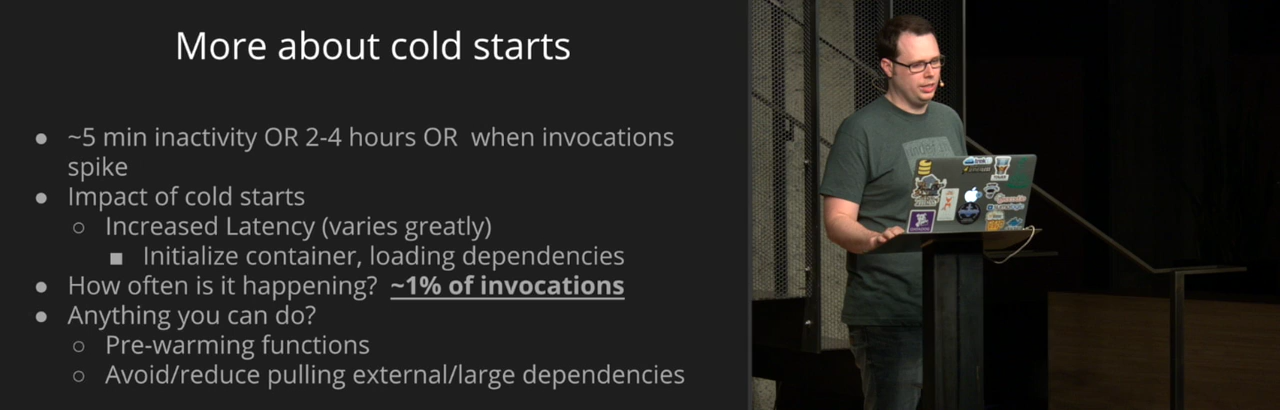 More about cold starts
● ~5 min inactivity OR 2-4 hours OR when invocations
spike
● Impact of cold starts
○ Increased Latency (varies greatly)
■ Initialize container, loading dependencies
● How often is it happening? ~1% of invocations
● Anything you can do?
○ Pre-warming functions
○ Avoid/reduce pulling external/large dependencies